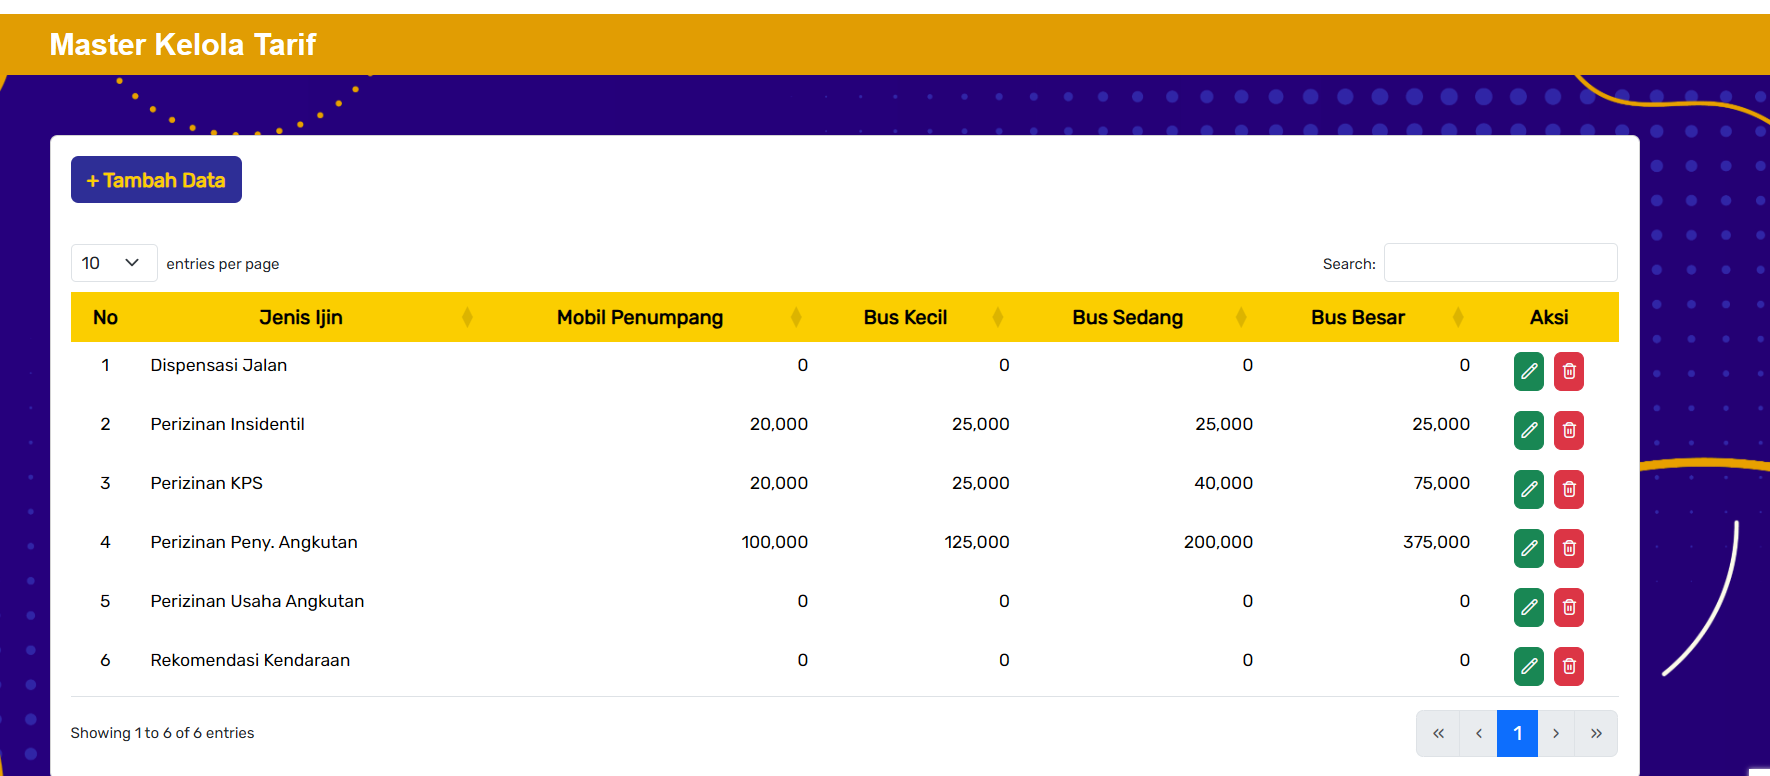 Master Kelola Tarif
+ Tambah Data
10 entries per page Search:
No Jenis Ijin Mobil Penumpang Bus Kecil Bus Sedang Bus Besar Aksi
1 Dispensasi Jalan 0 0 0 0
2 Perizinan Insidentil 20,000 25,000 25,000 25,000
3 Perizinan KPS 20,000 25,000 40,000 75,000
4 Perizinan Peny. Angkutan 100,000 125,000 200,000 375,000
5 Perizinan Usaha Angkutan 0 0 0 0
6 Rekomendasi Kendaraan 0 0 0 0
Showing 1 to 6 of 6 entries « ‹ 1 › »